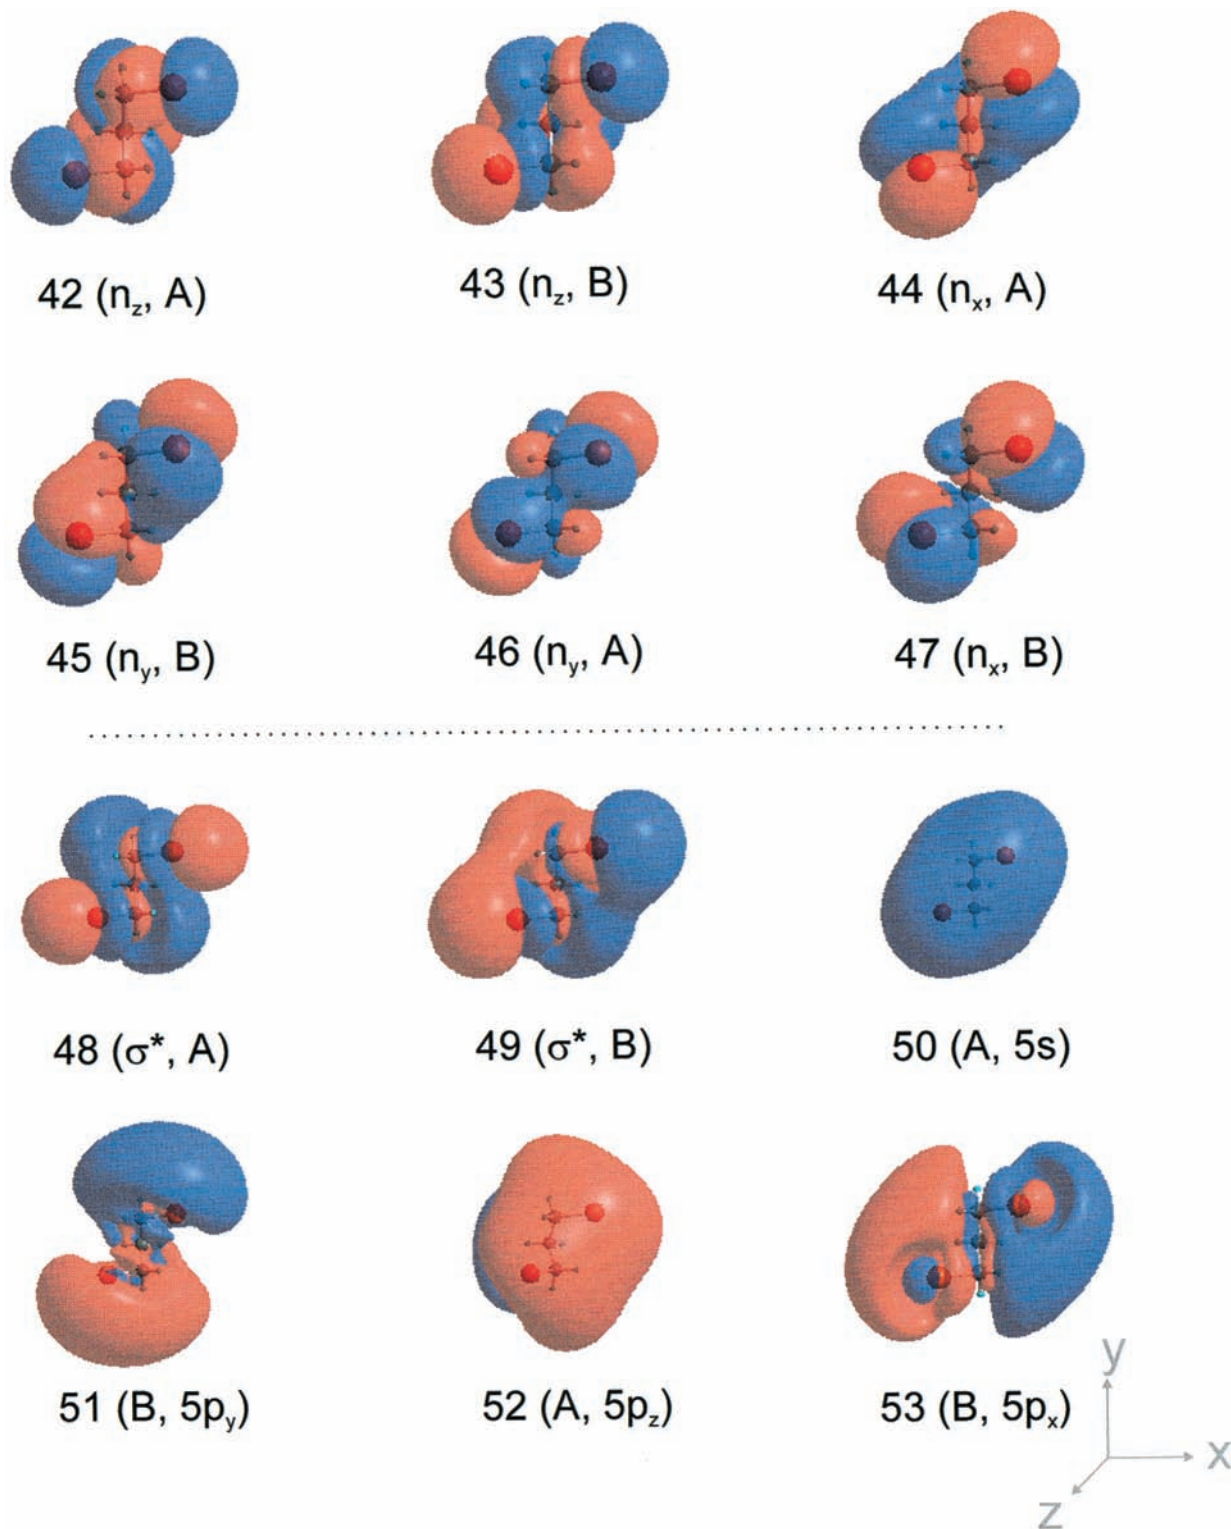 42 (nz, A) 43 (nz, B) 44 (nx, A)
45 (ny, B) 46 (ny, A) 47 (nx, B)
48 (σ*, A) 49 (σ*, B) 50 (A, 5s)
51 (B, 5py) 52 (A, 5pz) 53 (B, 5px)
y
x
z